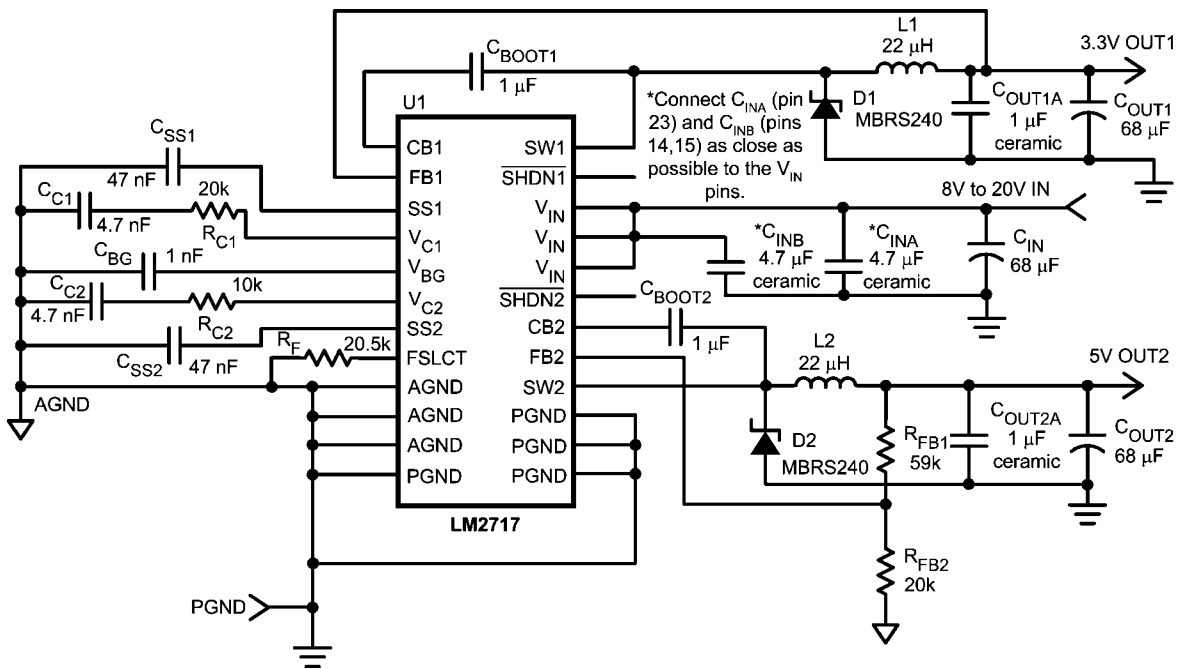 L1
22 μH
3.3V OUT1
CBOOT1
1 μF
U1
*Connect CINA (pin
23) and CINB (pins
14,15) as close as
possible to the VIN
pins.
D1
MBRS240
COUT1A
1 μF
ceramic
COUT1
68 μF
CSS1
47 nF
CB1
FB1
SS1
VC1
VBG
VC2
SS2
FSLCT
AGND
AGND
AGND
PGND
SW1
SHDN1
VIN
VIN
VIN
SHDN2
CB2
FB2
SW2
PGND
PGND
PGND
LM2717
CC1
4.7 nF
20k
RC1
CBG
1 nF
CC2
4.7 nF
10k
RC2
CSS2
47 nF
RF
20.5k
AGND
PGND
8V to 20V IN
*CINB
4.7 μF
ceramic
*CINA
4.7 μF
ceramic
CIN
68 μF
CBOOT2
1 μF
L2
22 μH
5V OUT2
D2
MBRS240
RFB1
59k
COUT2A
1 μF
ceramic
COUT2
68 μF
RFB2
20k